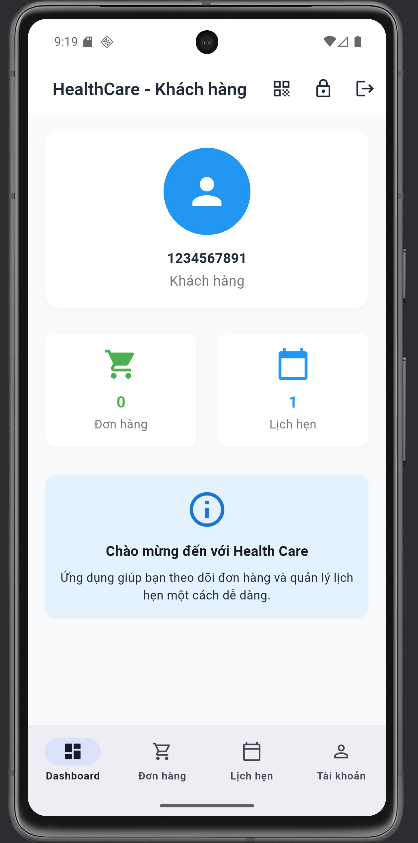 9:19
HealthCare - Khách hàng
1234567891
Khách hàng
0
Đơn hàng
1
Lịch hẹn
Chào mừng đến với Health Care
Ứng dụng giúp bạn theo dõi đơn hàng và quản lý lịch
hẹn một cách dễ dàng.
Dashboard
Đơn hàng
Lịch hẹn
Tài khoản